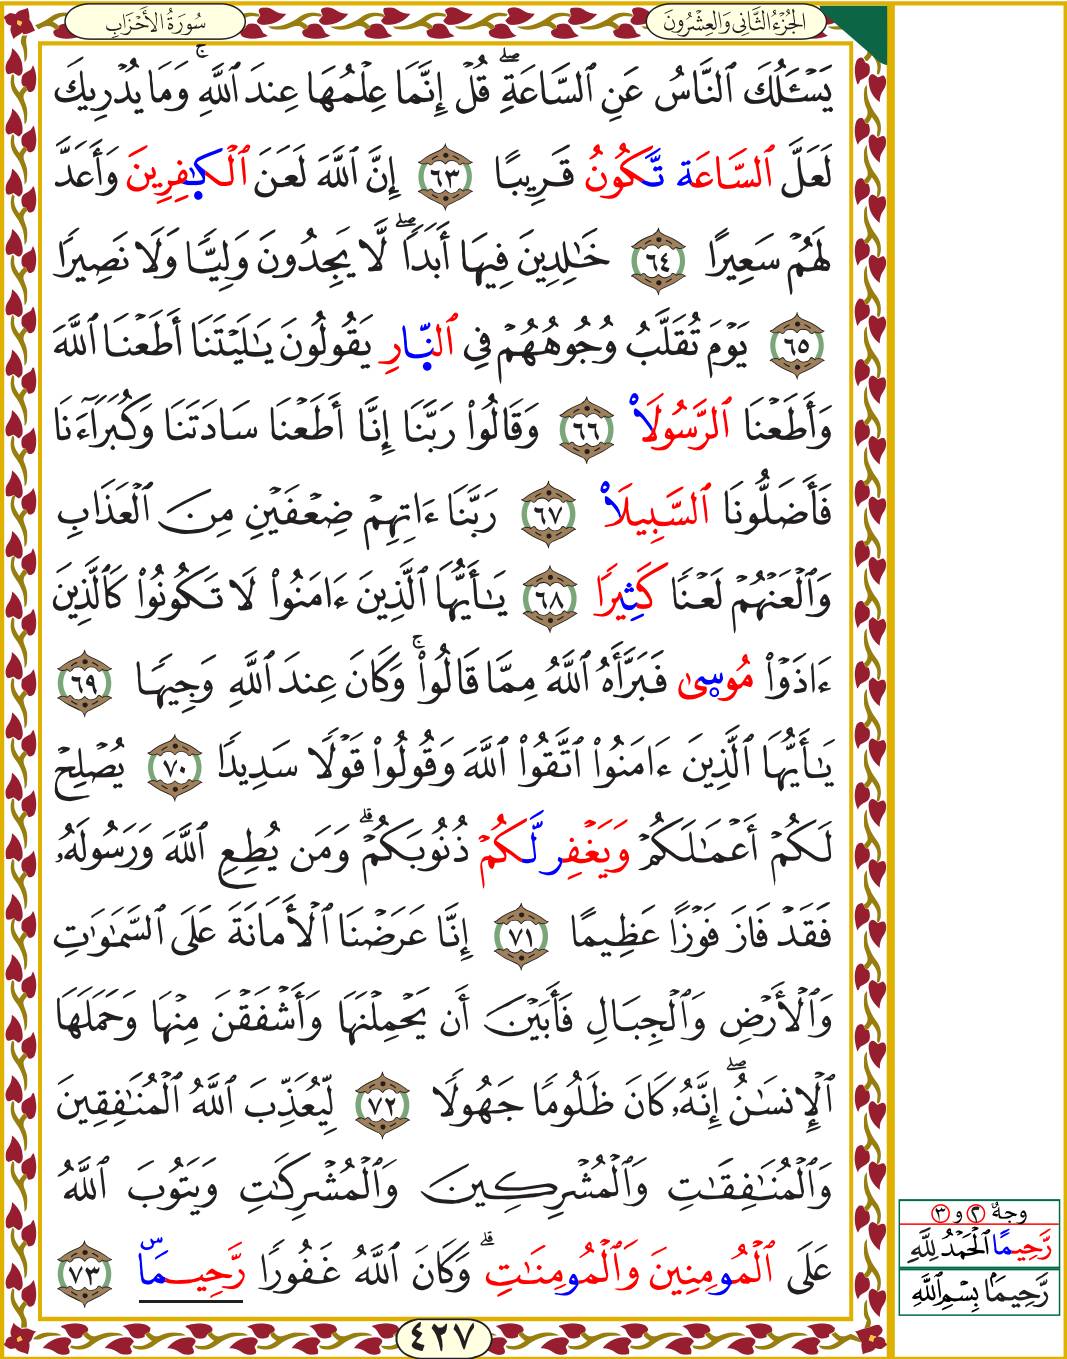 الجُزْءُ الثَّانِي وَالعِشْرُونَ
سُورَةُ الأَحْزَابِ
يَسْـَٔلُكَ ٱلنَّاسُ عَنِ ٱلسَّاعَةِۖ قُلْ إِنَّمَا عِلْمُهَا عِندَ ٱللَّهِۚ وَمَا يُدْرِيكَ
لَعَلَّ ٱلسَّاعَة تَّكُونُ قَرِيبًا ٦٣ إِنَّ ٱللَّهَ لَعَنَ ٱلْكَٰفِرِينَ وَأَعَدَّ
لَهُمْ سَعِيرًا ٦٤ خَٰلِدِينَ فِيهَا أَبَدًاۖ لَّا يَجِدُونَ وَلِيًّا وَلَا نَصِيرًا
٦٥ يَوْمَ تُقَلَّبُ وُجُوهُهُمْ فِي ٱلنّارِ يَقُولُونَ يَٰلَيْتَنَا أَطَعْنَا ٱللَّهَ
وَأَطَعْنَا ٱلرَّسُولَاْ ٦٦ وَقَالُواْ رَبَّنَا إِنَّا أَطَعْنَا سَادَتَنَا وَكُبَرَآءَنَا
فَأَضَلُّونَا ٱلسَّبِيلَاْ ٦٧ رَبَّنَا ءَاتِهِمْ ضِعْفَيْنِ مِنَ ٱلْعَذَابِ
وَٱلْعَنْهُمْ لَعْنًا كَثِيرًا ٦٨ يَٰأَيُّهَا ٱلَّذِينَ ءَامَنُواْ لَا تَكُونُواْ كَٱلَّذِينَ
ءَاذَوْاْ مُوسىٰ فَبَرَّأَهُ ٱللَّهُ مِمَّا قَالُواْۚ وَكَانَ عِندَ ٱللَّهِ وَجِيهًا ٦٩
يَٰأَيُّهَا ٱلَّذِينَ ءَامَنُواْ ٱتَّقُواْ ٱللَّهَ وَقُولُواْ قَوْلًا سَدِيدًا ٧٠ يُصْلِحْ
لَكُمْ أَعْمَٰلَكُمْ وَيَغْفِر لَّكُمْ ذُنُوبَكُمْۗ وَمَن يُطِعِ ٱللَّهَ وَرَسُولَهُۥ
فَقَدْ فَازَ فَوْزًا عَظِيمًا ٧١ إِنَّا عَرَضْنَا ٱلْأَمَانَةَ عَلَى ٱلسَّمَٰوَٰتِ
وَٱلْأَرْضِ وَٱلْجِبَالِ فَأَبَيْنَ أَن يَحْمِلْنَهَا وَأَشْفَقْنَ مِنْهَا وَحَمَلَهَا
ٱلْإِنسَٰنُۖ إِنَّهُۥ كَانَ ظَلُومًا جَهُولًا ٧٢ لِّيُعَذِّبَ ٱللَّهُ ٱلْمُنَٰفِقِينَ
وَٱلْمُنَٰفِقَٰتِ وَٱلْمُشْرِكِينَ وَٱلْمُشْرِكَٰتِ وَيَتُوبَ ٱللَّهُ
عَلَى ٱلْمُومِنِينَ وَٱلْمُومِنَٰتِۗ وَكَانَ ٱللَّهُ غَفُورًا رَّحِيمًاس ٧٣
٤٢٧
وجهُ ٢ و ٣
رَّحِيمًا ٱلْحَمْدُ لِلَّهِ
رَّحِيمَا بِسْمِ ٱللَّهِ